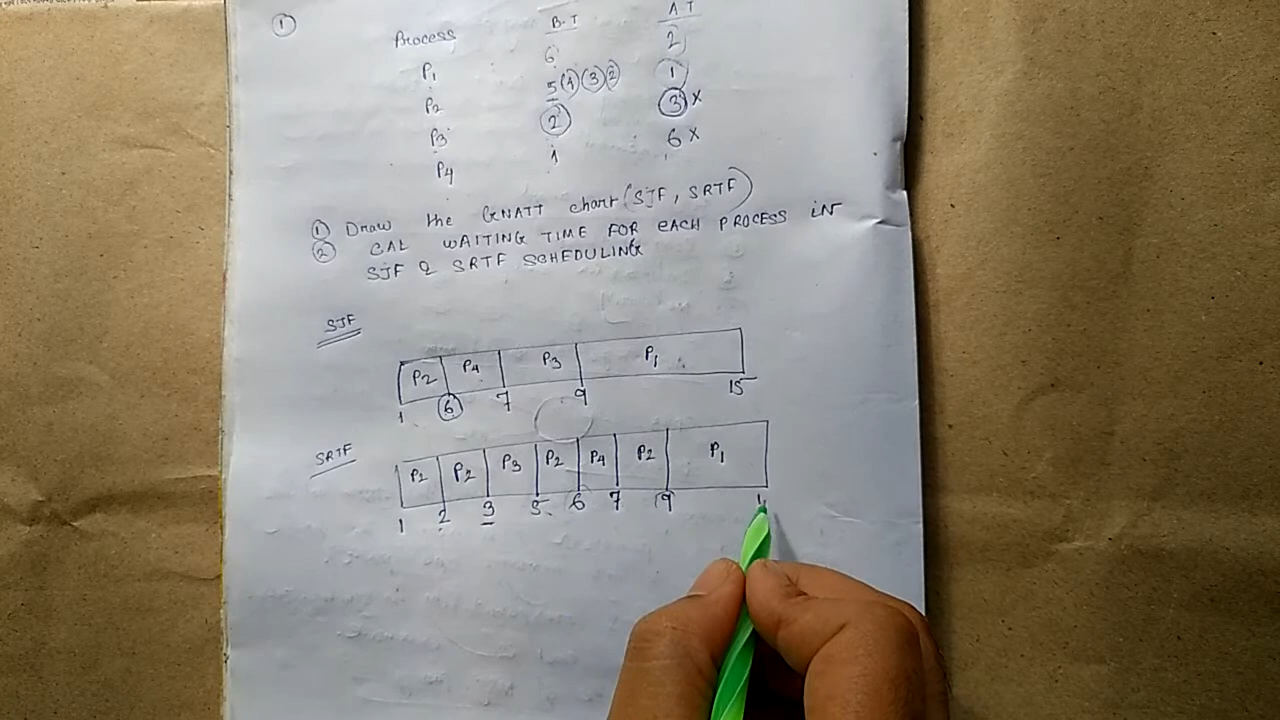 ①
Process B.T A T
P1 6 2
P2 5 (4) (3) (2) 1
P3 2 3 x
P4 1 6 x
① Draw the GNATT chart (SJF, SRTF)
② CAL WAITING TIME FOR EACH PROCESS IN
SJF & SRTF SCHEDULING
SJF
P2 P4 P3 P1
1 6 7 9 15
SRTF
P2 P2 P3 P2 P4 P2 P1
1 2 3 5 6 7 9 1